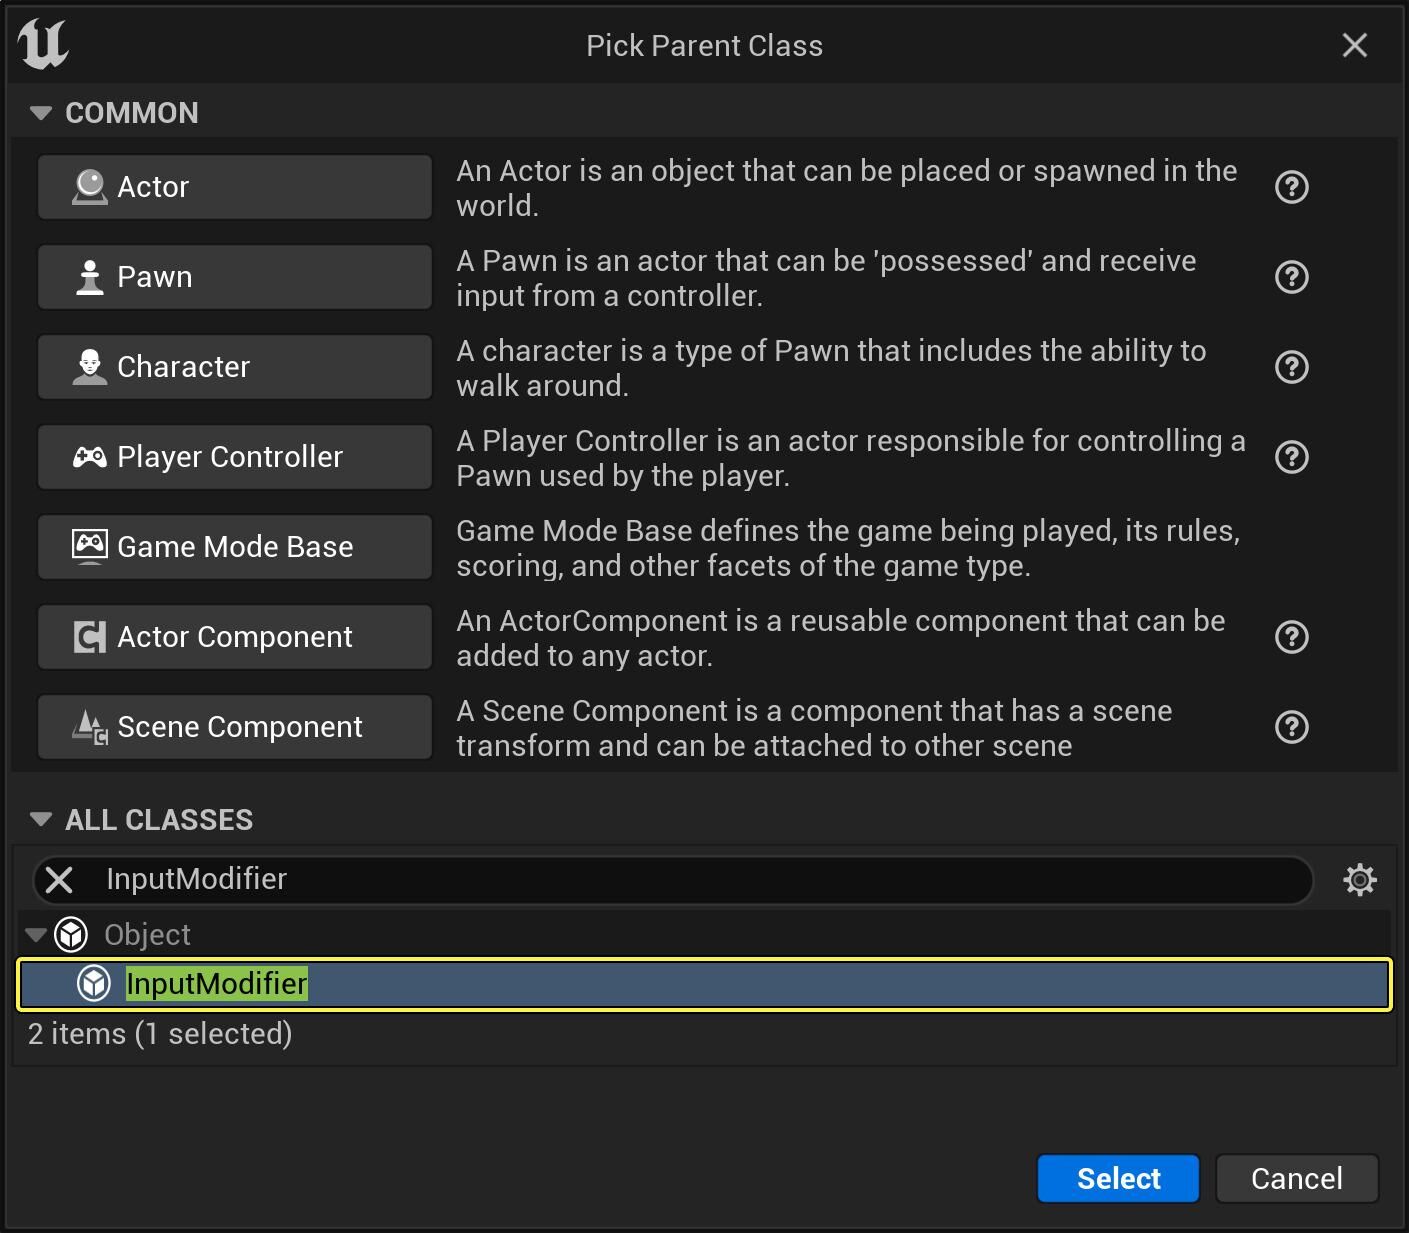 Pick Parent Class
COMMON
Actor
An Actor is an object that can be placed or spawned in the
world.
Pawn
A Pawn is an actor that can be 'possessed' and receive
input from a controller.
Character
A character is a type of Pawn that includes the ability to
walk around.
Player Controller
A Player Controller is an actor responsible for controlling a
Pawn used by the player.
Game Mode Base
Game Mode Base defines the game being played, its rules,
scoring, and other facets of the game type.
Actor Component
An ActorComponent is a reusable component that can be
added to any actor.
Scene Component
A Scene Component is a component that has a scene
transform and can be attached to other scene
ALL CLASSES
InputModifier
Object
InputModifier
2 items (1 selected)
Select
Cancel